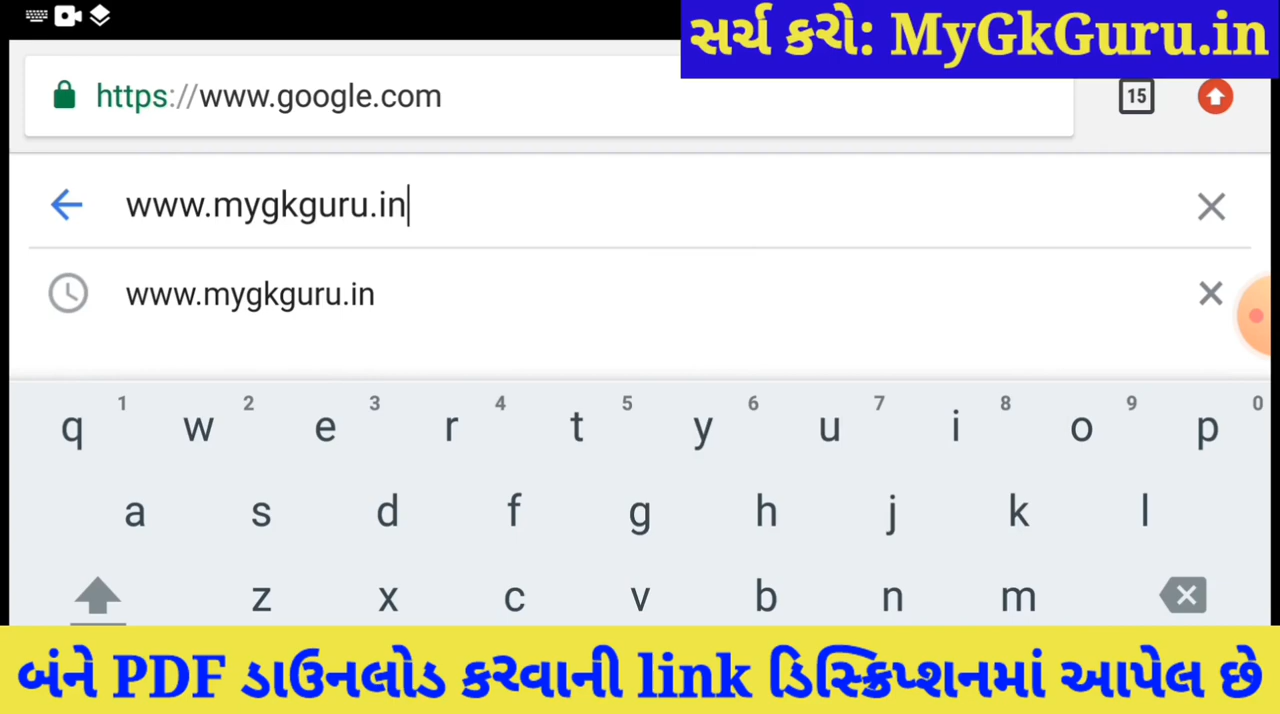 સર્ચ કરો: MyGkGuru.in
https://www.google.com
15
www.mygkguru.in
www.mygkguru.in
1 2 3 4 5 6 7 8 9 0
q w e r t y u i o p
a s d f g h j k l
z x c v b n m
બંને PDF ડાઉનલોડ કરવાની link ડિસ્ક્રિપ્શનમાં આપેલ છે